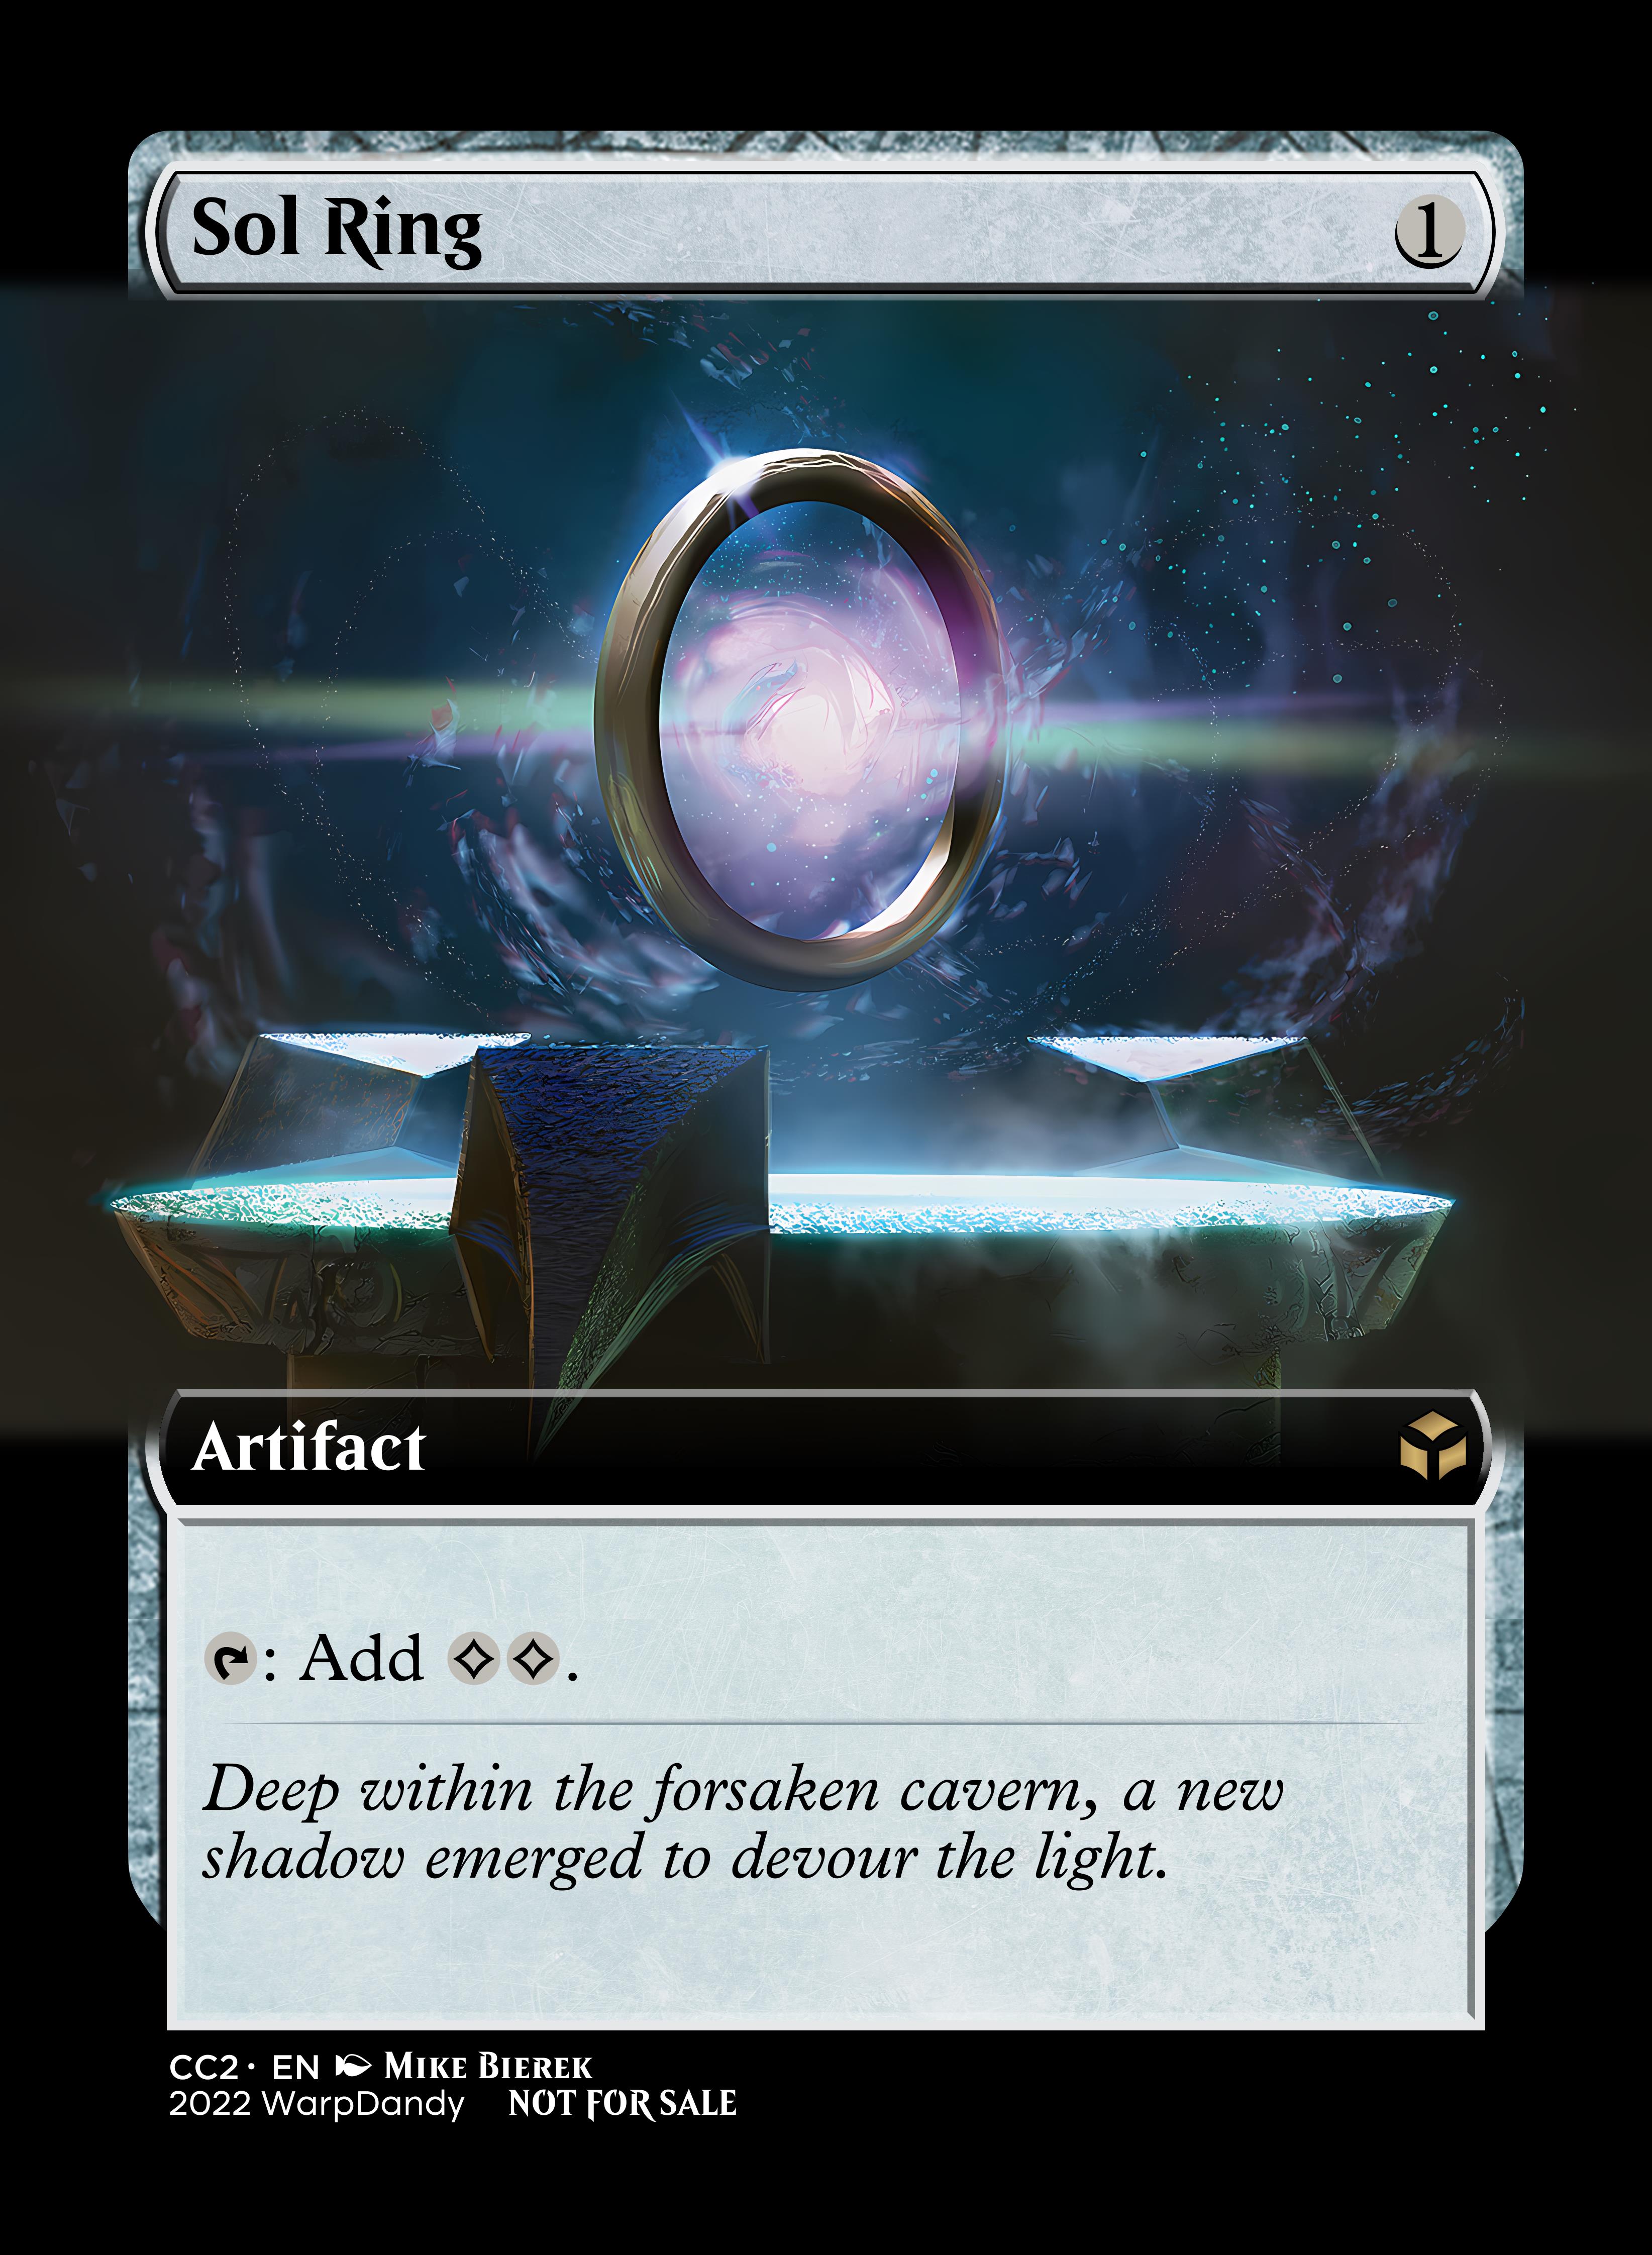 Sol Ring 1
Artifact
: Add .
Deep within the forsaken cavern, a new
shadow emerged to devour the light.
CC2 · EN MIKE BIEREK
2022 WarpDandy NOT FOR SALE